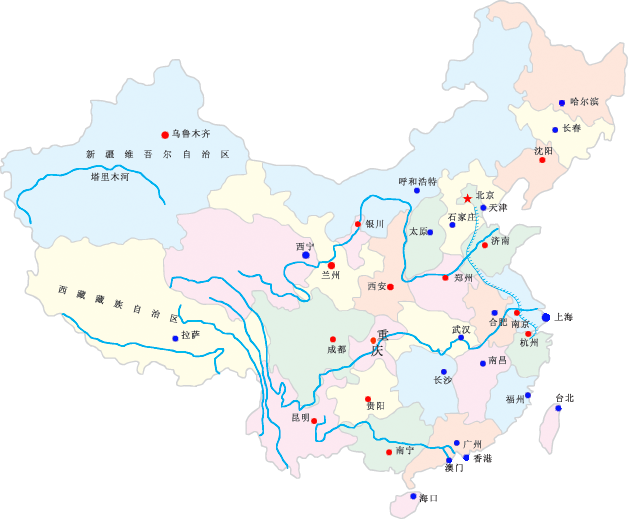 哈尔滨
长春
乌鲁木齐
沈阳
新疆维吾尔自治区
塔里木河
呼和浩特
北京
天津
石家庄
银川
太原
济南
西宁
兰州
郑州
西安
西藏藏族自治区
上海
合肥
南京
武汉
拉萨
重庆
杭州
成都
南昌
长沙
福州
台北
贵阳
昆明
广州
南宁
香港
澳门
海口